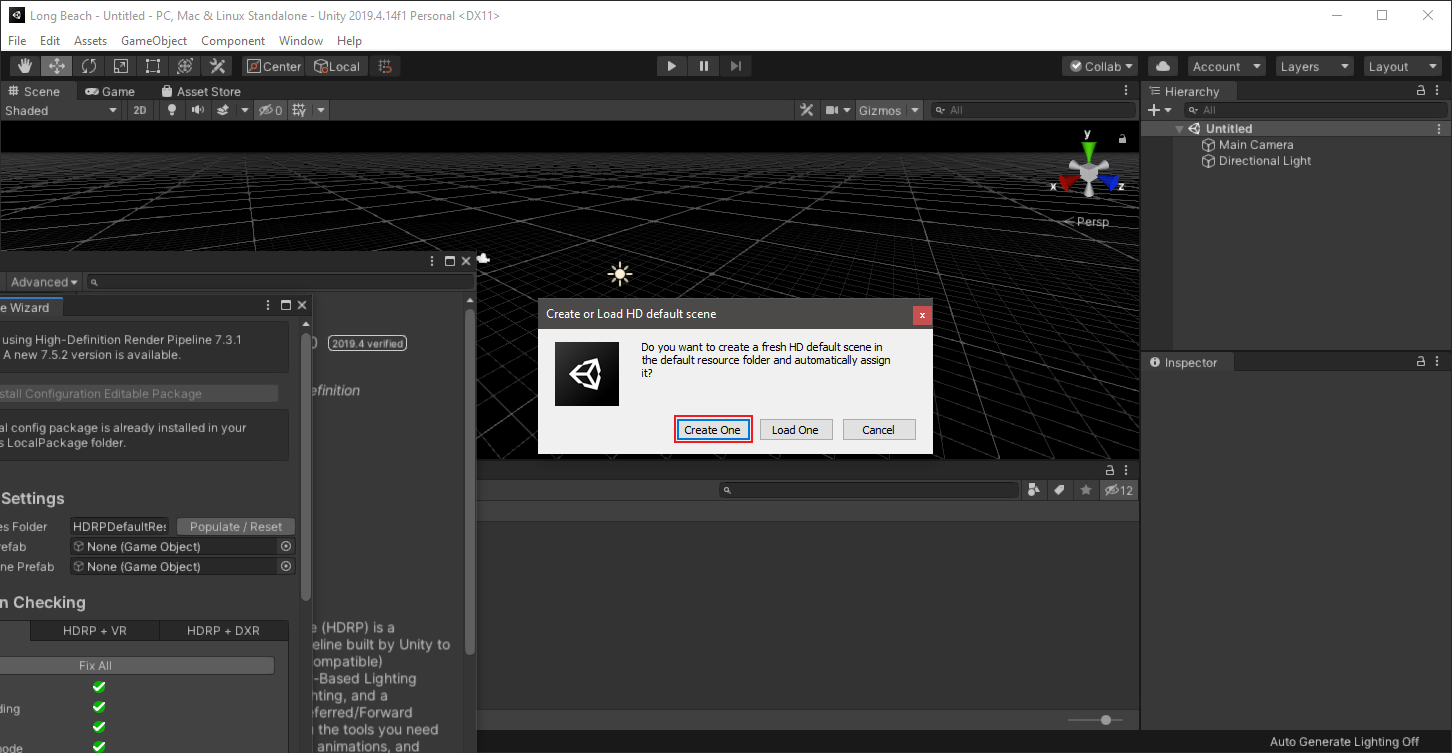 Long Beach - Untitled - PC, Mac & Linux Standalone - Unity 2019.4.14f1 Personal <DX11>
File Edit Assets GameObject Component Window Help
Center Local Collab Account Layers Layout
Scene Game Asset Store
Shaded 2D 0 Gizmos All
Hierarchy
All
Untitled
Main Camera
Directional Light
y
x z
Persp
Inspector
Advanced
e Wizard
using High-Definition Render Pipeline 7.3.1
A new 7.5.2 version is available.
stall Configuration Editable Package
al config package is already installed in your
s LocalPackage folder.
Settings
es Folder HDRPDefaultRes Populate / Reset
refab None (Game Object)
ne Prefab None (Game Object)
n Checking
HDRP + VR HDRP + DXR
Fix All
ding
mode
0 2019.4 verified
efinition
e (HDRP) is a
eline built by Unity to
ompatible)
-Based Lighting
hting, and a
eferred/Forward
the tools you need
animations, and
Create or Load HD default scene
x
Do you want to create a fresh HD default scene in
the default resource folder and automatically assign
it?
Create One Load One Cancel
12
Auto Generate Lighting Off